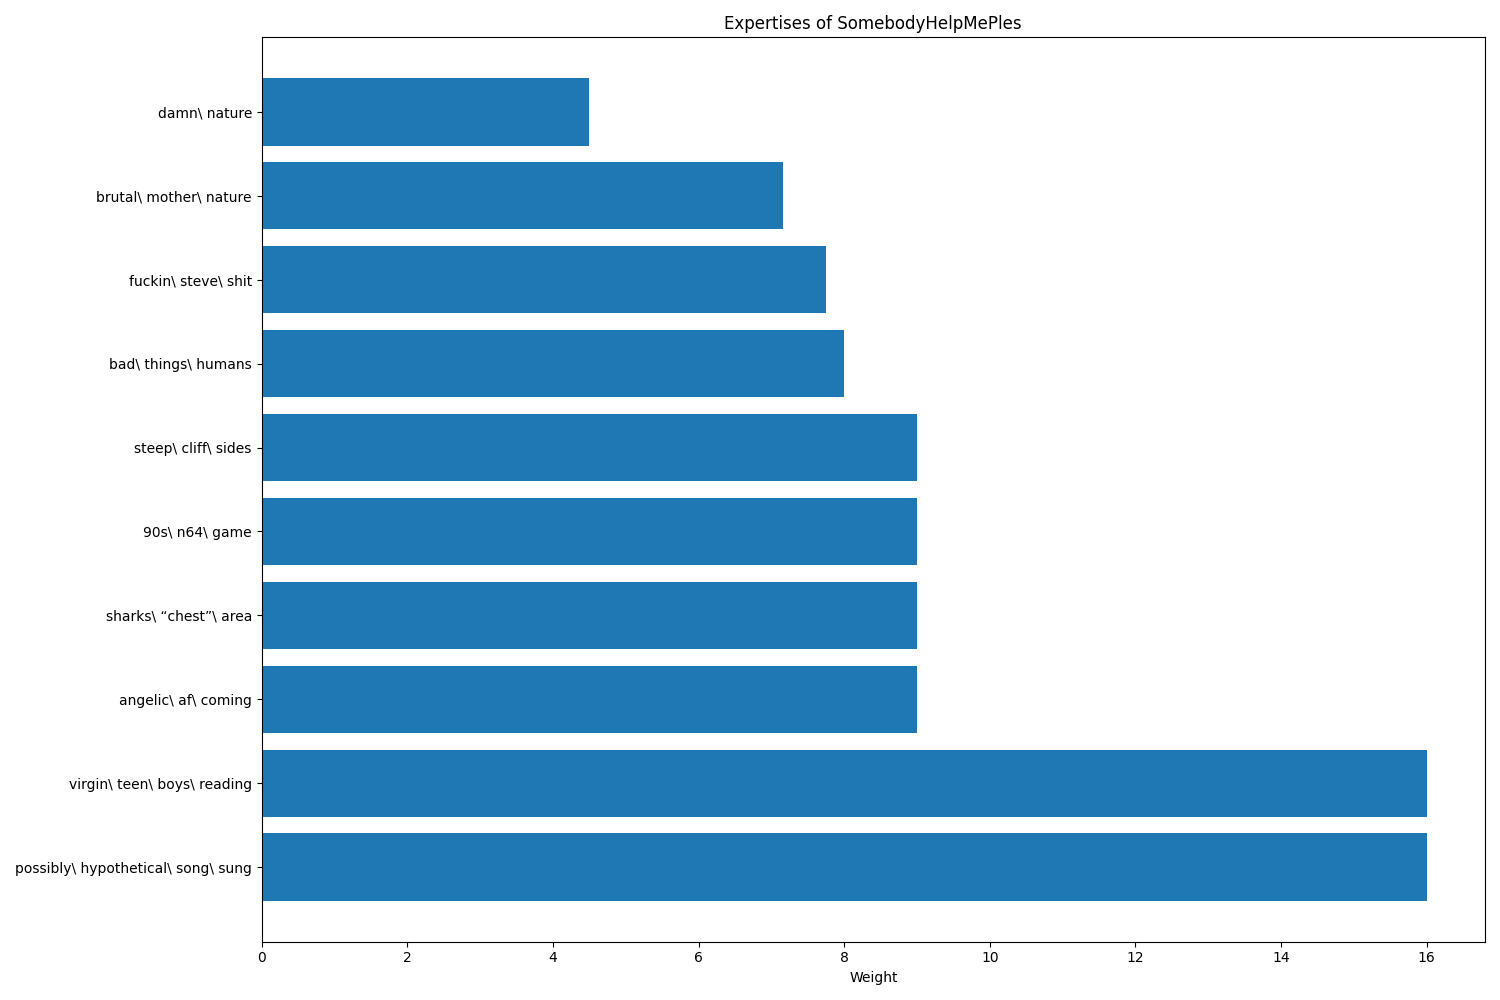 Expertises of SomebodyHelpMePles
damn\ nature
brutal\ mother\ nature
fuckin\ steve\ shit
bad\ things\ humans
steep\ cliff\ sides
90s\ n64\ game
sharks\ “chest”\ area
angelic\ af\ coming
virgin\ teen\ boys\ reading
possibly\ hypothetical\ song\ sung
0 2 4 6 8 10 12 14 16
Weight